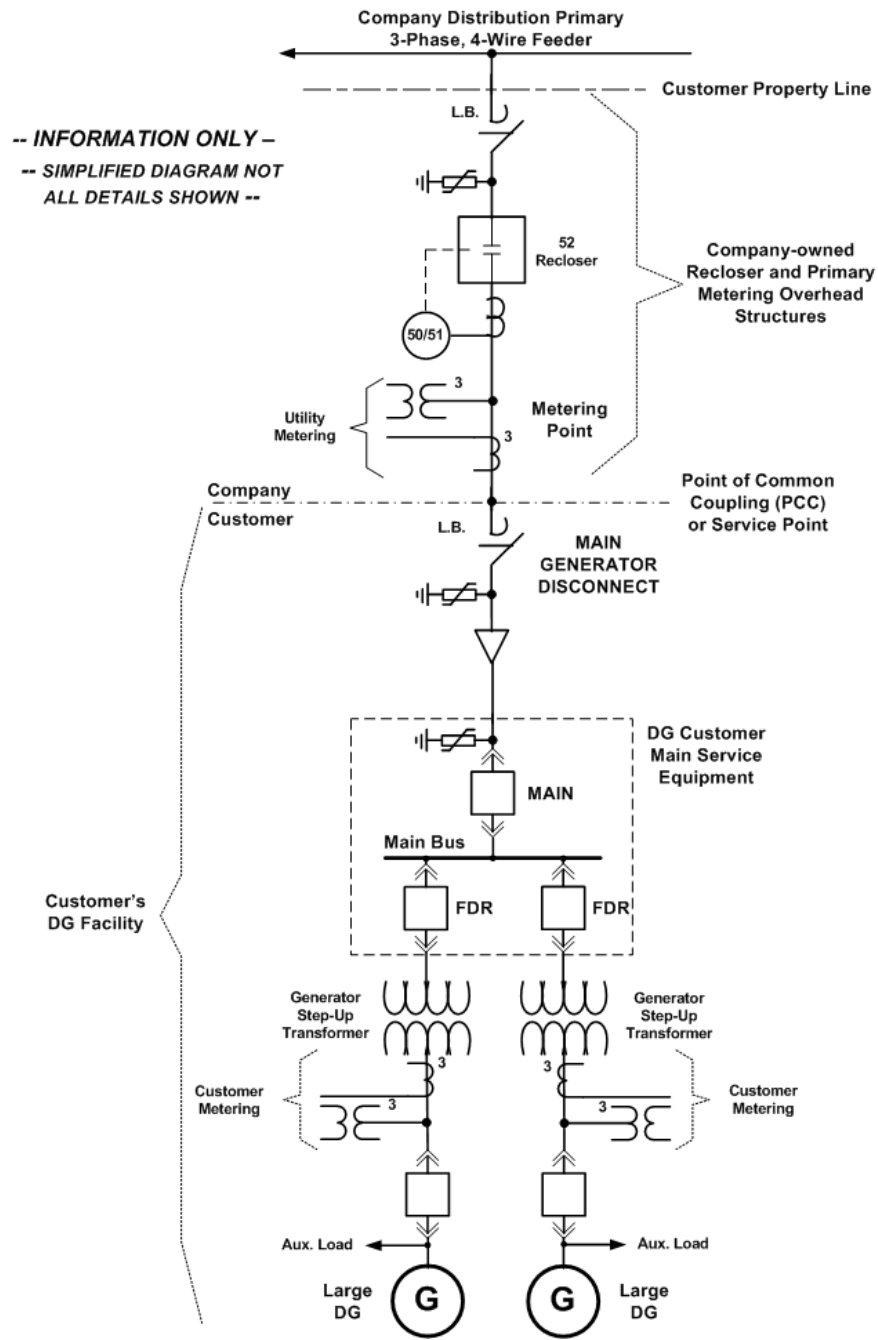 Company Distribution Primary
3-Phase, 4-Wire Feeder
Customer Property Line
L.B.
-- INFORMATION ONLY –
-- SIMPLIFIED DIAGRAM NOT
ALL DETAILS SHOWN --
52
Recloser
Company-owned
Recloser and Primary
Metering Overhead
Structures
50/51
3
Utility
Metering
Metering
Point
3
Company
Customer
Point of Common
Coupling (PCC)
or Service Point
L.B.
MAIN
GENERATOR
DISCONNECT
DG Customer
Main Service
Equipment
MAIN
Main Bus
FDR
FDR
Customer's
DG Facility
Generator
Step-Up
Transformer
Generator
Step-Up
Transformer
3
3
Customer
Metering
3
3
Customer
Metering
Aux. Load
Aux. Load
Large
DG
G
G
Large
DG